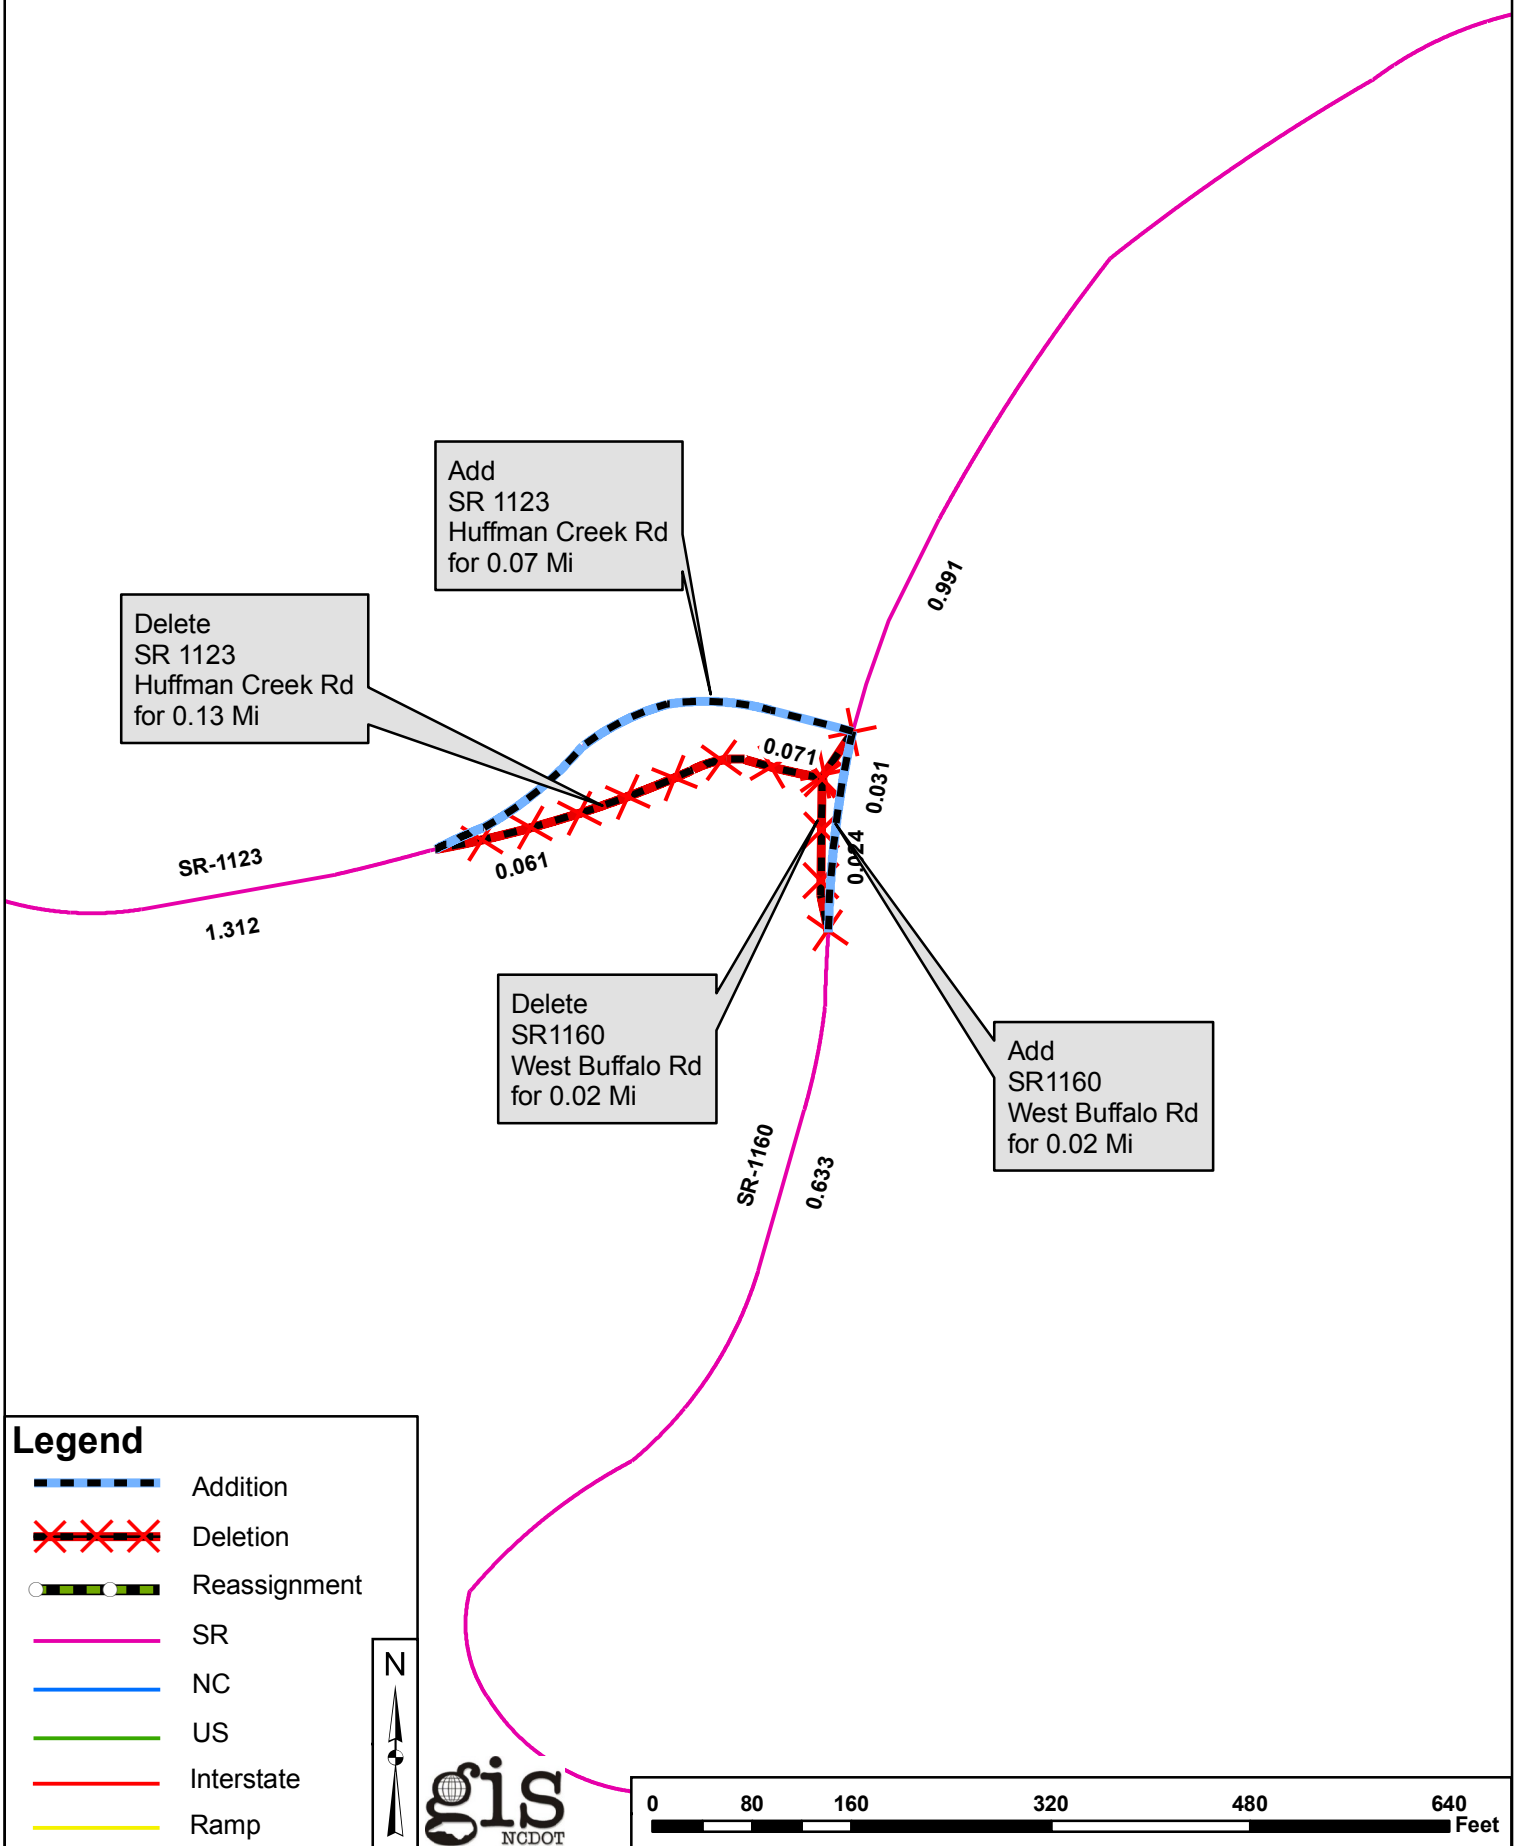 Add
SR 1123
Huffman Creek Rd
for 0.07 Mi
0.991
Delete
SR 1123
Huffman Creek Rd
for 0.13 Mi
0.071
0.031
0.024
0.061
SR-1123
1.312
Delete
SR1160
West Buffalo Rd
for 0.02 Mi
Add
SR1160
West Buffalo Rd
for 0.02 Mi
SR-1160
0.633
Legend
Addition
Deletion
Reassignment
SR
NC
US
Interstate
Ramp
N
gis
NCDOT
0 80 160 320 480 640
Feet